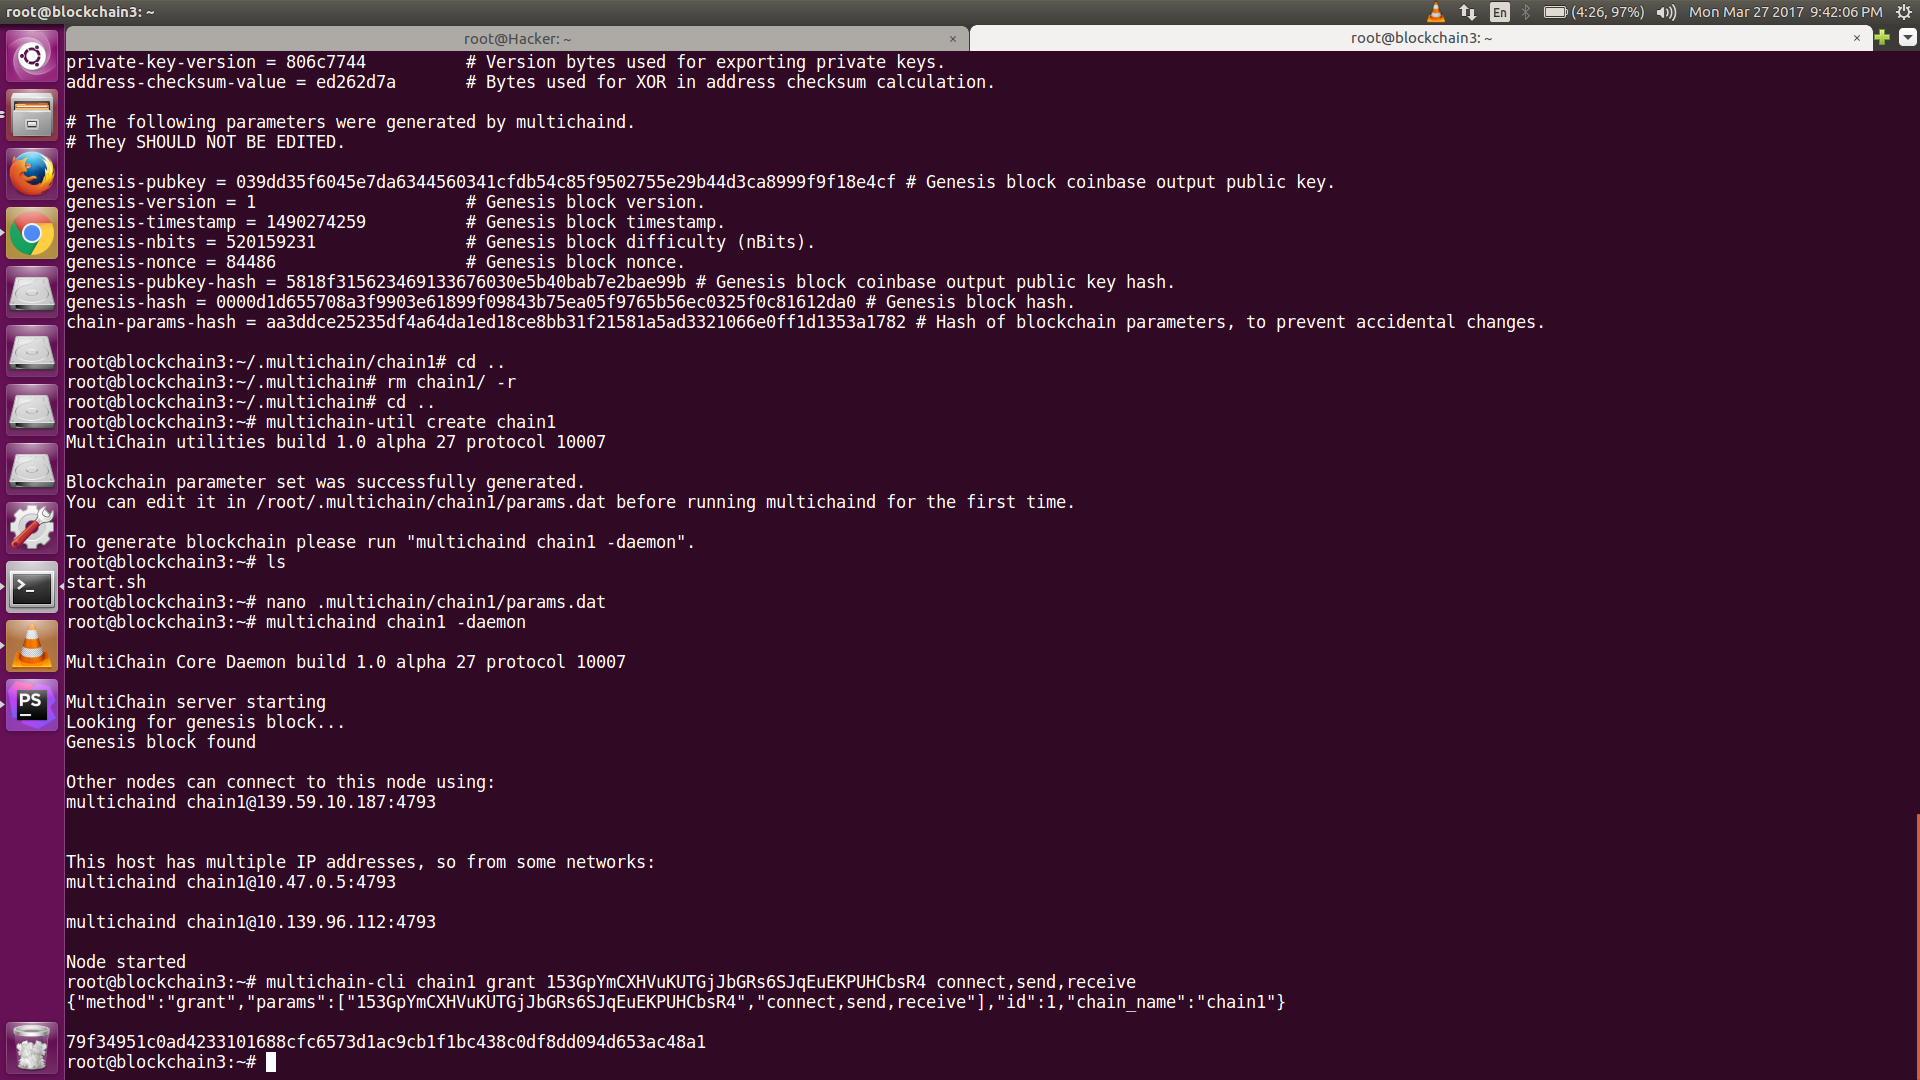 root@blockchain3: ~
En
(4:26, 97%)
Mon Mar 27 2017 9:42:06 PM
root@Hacker: ~ ×
root@blockchain3: ~ ×
private-key-version = 806c7744 # Version bytes used for exporting private keys.
address-checksum-value = ed262d7a # Bytes used for XOR in address checksum calculation.
# The following parameters were generated by multichaind.
# They SHOULD NOT BE EDITED.
genesis-pubkey = 039dd35f6045e7da6344560341cfdb54c85f9502755e29b44d3ca8999f9f18e4cf # Genesis block coinbase output public key.
genesis-version = 1 # Genesis block version.
genesis-timestamp = 1490274259 # Genesis block timestamp.
genesis-nbits = 520159231 # Genesis block difficulty (nBits).
genesis-nonce = 84486 # Genesis block nonce.
genesis-pubkey-hash = 5818f315623469133676030e5b40bab7e2bae99b # Genesis block coinbase output public key hash.
genesis-hash = 0000d1d655708a3f9903e61899f09843b75ea05f9765b56ec0325f0c81612da0 # Genesis block hash.
chain-params-hash = aa3ddce25235df4a64da1ed18ce8bb31f21581a5ad3321066e0ff1d1353a1782 # Hash of blockchain parameters, to prevent accidental changes.
root@blockchain3:~/.multichain/chain1# cd ..
root@blockchain3:~/.multichain# rm chain1/ -r
root@blockchain3:~/.multichain# cd ..
root@blockchain3:~# multichain-util create chain1
MultiChain utilities build 1.0 alpha 27 protocol 10007
Blockchain parameter set was successfully generated.
You can edit it in /root/.multichain/chain1/params.dat before running multichaind for the first time.
To generate blockchain please run "multichaind chain1 -daemon".
root@blockchain3:~# ls
start.sh
root@blockchain3:~# nano .multichain/chain1/params.dat
root@blockchain3:~# multichaind chain1 -daemon
MultiChain Core Daemon build 1.0 alpha 27 protocol 10007
MultiChain server starting
Looking for genesis block...
Genesis block found
Other nodes can connect to this node using:
multichaind chain1@139.59.10.187:4793
This host has multiple IP addresses, so from some networks:
multichaind chain1@10.47.0.5:4793
multichaind chain1@10.139.96.112:4793
Node started
root@blockchain3:~# multichain-cli chain1 grant 153GpYmCXHVuKUTGjJbGRs6SJqEuEKPUHCbsR4 connect,send,receive
{"method":"grant","params":["153GpYmCXHVuKUTGjJbGRs6SJqEuEKPUHCbsR4","connect,send,receive"],"id":1,"chain_name":"chain1"}
79f34951c0ad4233101688cfc6573d1ac9cb1f1bc438c0df8dd094d653ac48a1
root@blockchain3:~#
PS